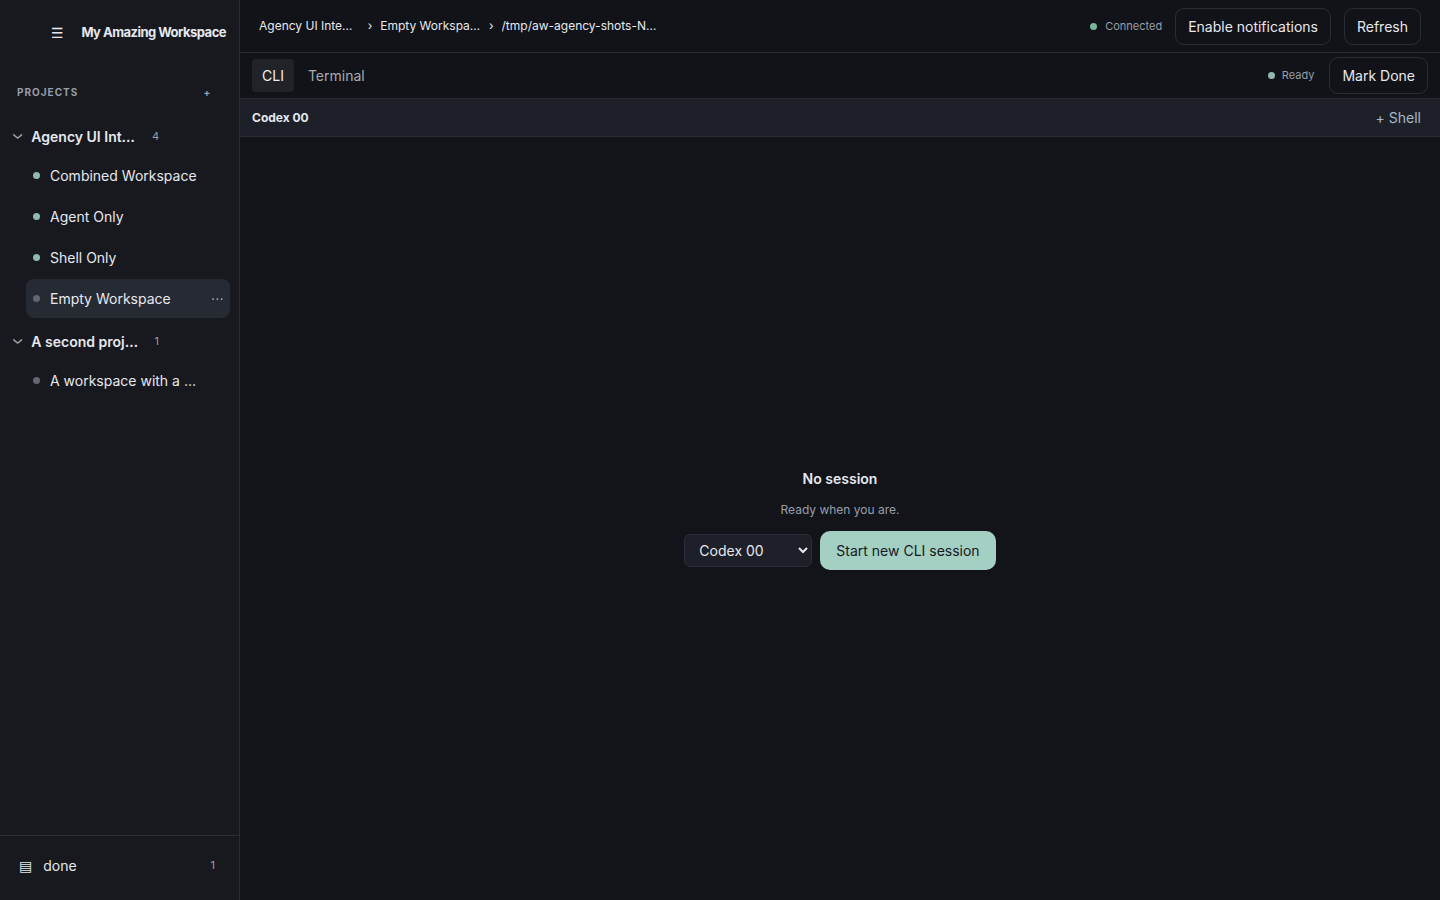 My Amazing Workspace
PROJECTS +
Agency UI Int... 4
Combined Workspace
Agent Only
Shell Only
Empty Workspace ...
A second proj... 1
A workspace with a ...
done 1
Agency UI Inte... › Empty Workspa... › /tmp/aw-agency-shots-N...
Connected Enable notifications Refresh
CLI Terminal Ready Mark Done
Codex 00 + Shell
No session
Ready when you are.
Codex 00 Start new CLI session